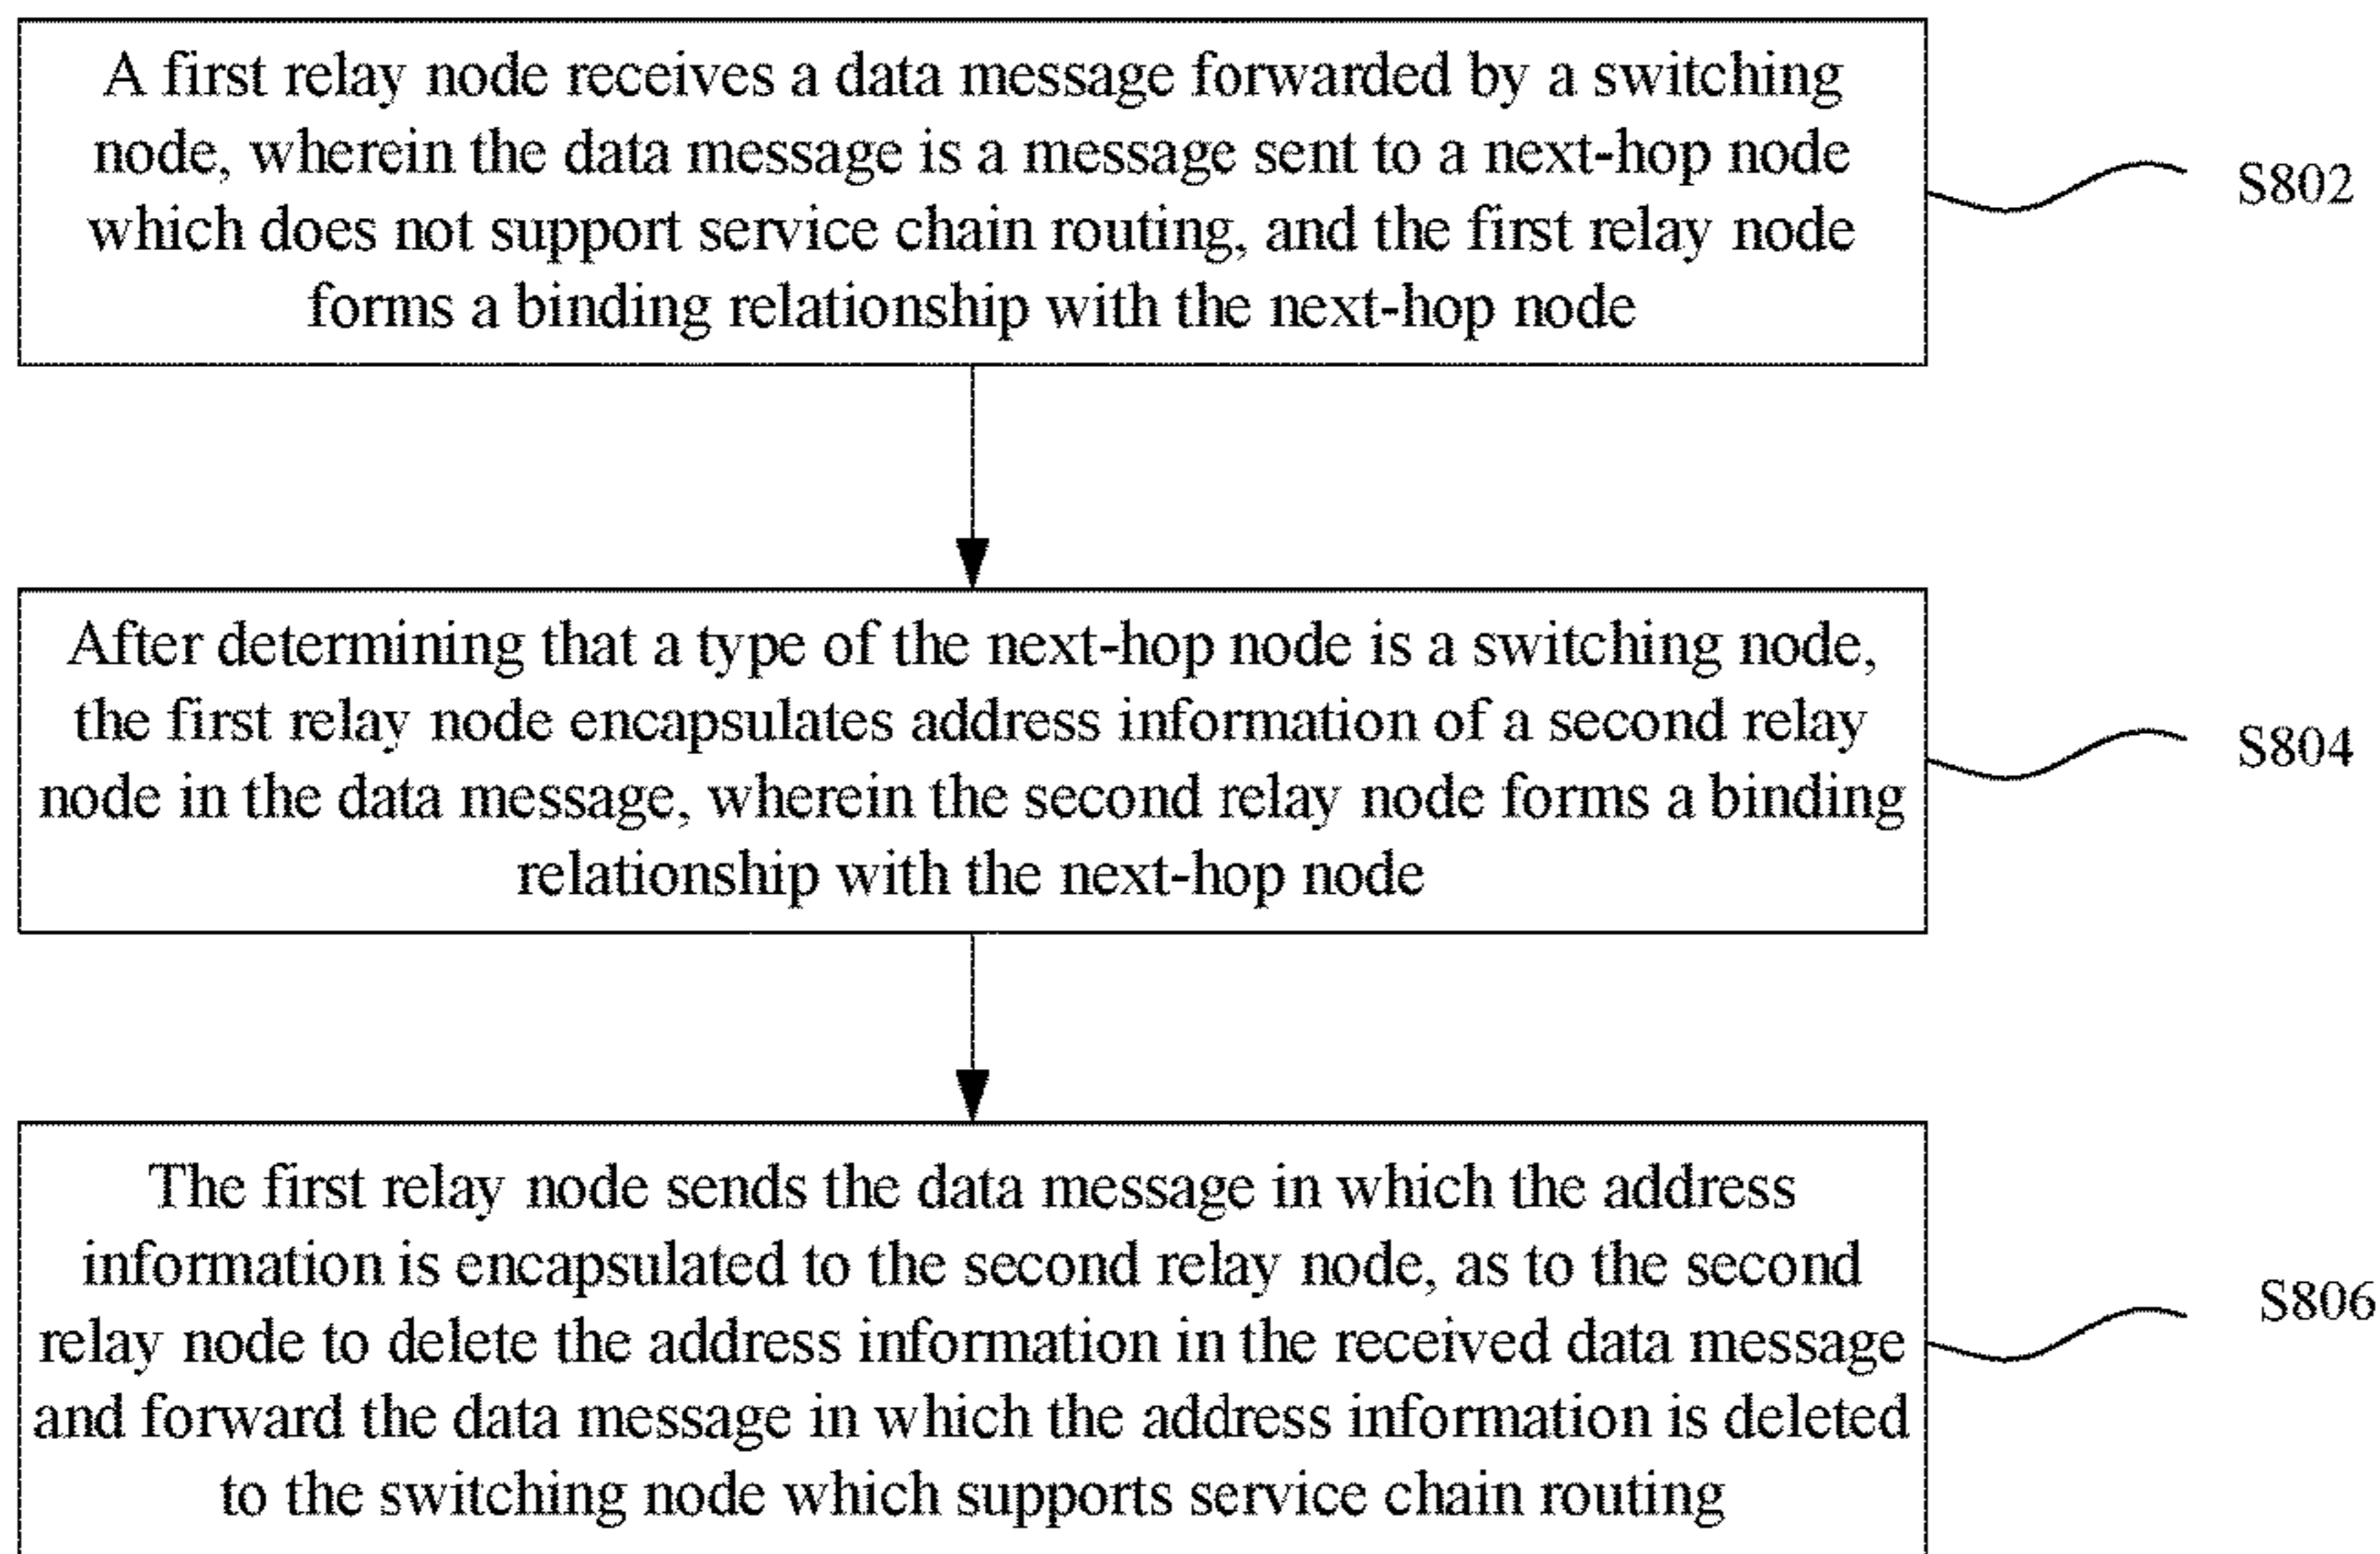 A first relay node receives a data message forwarded by a switching
node, wherein the data message is a message sent to a next-hop node
which does not support service chain routing, and the first relay node
forms a binding relationship with the next-hop node
S802
After determining that a type of the next-hop node is a switching node,
the first relay node encapsulates address information of a second relay
node in the data message, wherein the second relay node forms a binding
relationship with the next-hop node
S804
The first relay node sends the data message in which the address
information is encapsulated to the second relay node, as to the second
relay node to delete the address information in the received data message
and forward the data message in which the address information is deleted
to the switching node which supports service chain routing
S806